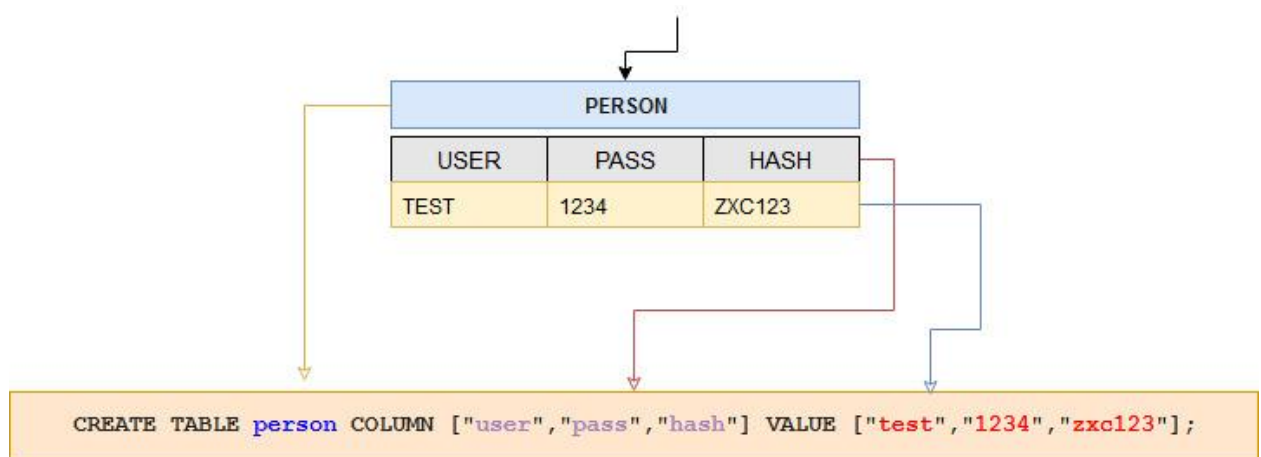 PERSON
USER PASS HASH
TEST 1234 ZXC123
CREATE TABLE person COLUMN ["user","pass","hash"] VALUE ["test","1234","zxc123"];